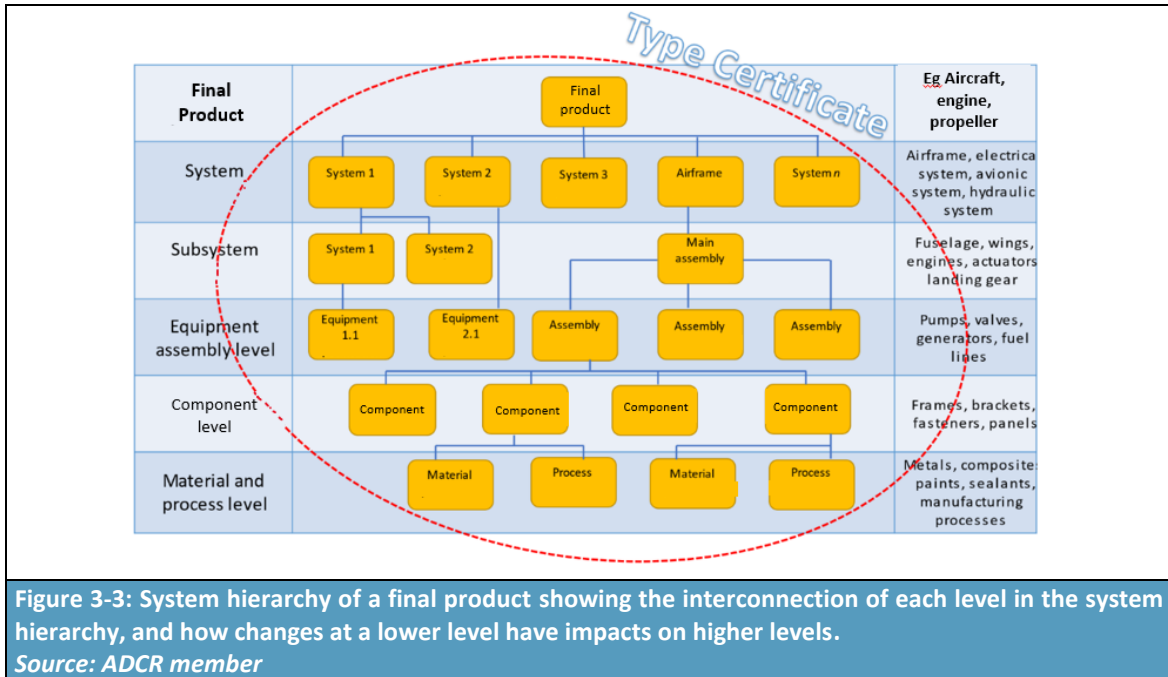 Type Certificate
Final
Product
Final
product
Eg Aircraft,
engine,
propeller
System
System 1
System 2
System 3
Airframe
System n
Airframe, electrica
system, avionic
system, hydraulic
system
Subsystem
System 1
System 2
Main
assembly
Fuselage, wings,
engines, actuators
landing gear
Equipment
assembly level
Equipment
1.1
Equipment
2.1
Assembly
Assembly
Assembly
Pumps, valves,
generators, fuel
lines
Component
level
Component
Component
Component
Component
Frames, brackets,
fasteners, panels
Material and
process level
Material
Process
Material
Process
Metals, composite
paints, sealants,
manufacturing
processes
Figure 3-3: System hierarchy of a final product showing the interconnection of each level in the system
hierarchy, and how changes at a lower level have impacts on higher levels.
Source: ADCR member